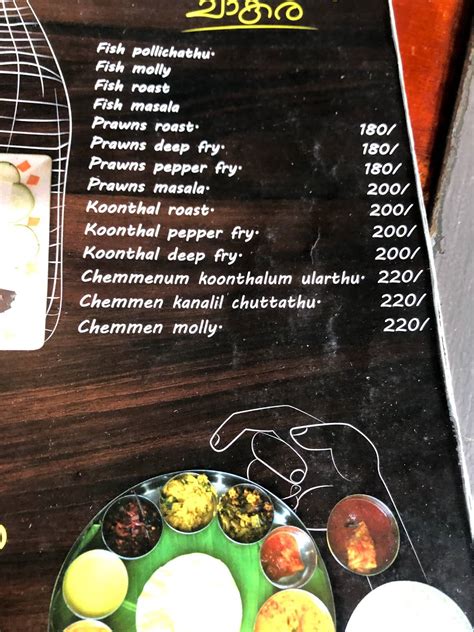 ചാകര
Fish pollichathu.
Fish molly
Fish roast
Fish masala
Prawns roast. 180/
Prawns deep fry. 180/
Prawns pepper fry. 180/
Prawns masala. 200/
Koonthal roast. 200/
Koonthal pepper fry. 200/
Koonthal deep fry. 200/
Chemmenum koonthalum ularthu. 220/
Chemmen kanalil chuttathu. 220/
Chemmen molly. 220/